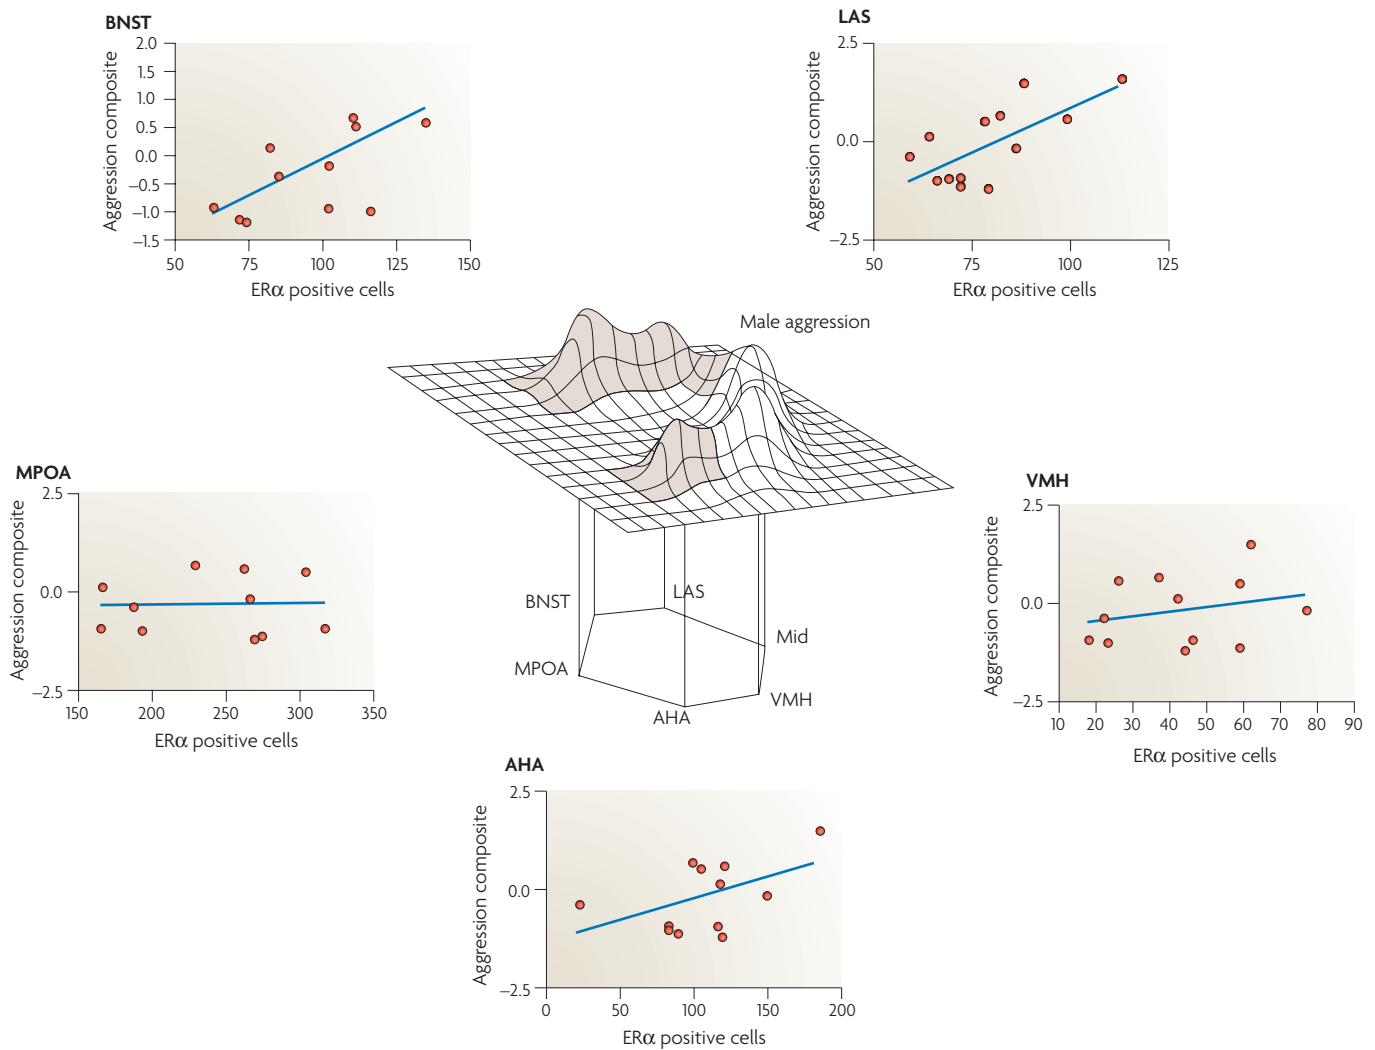 BNST
Aggression composite
2.0
1.5
1.0
0.5
0.0
−0.5
−1.0
−1.5
50 75 100 125 150
ERα positive cells
LAS
Aggression composite
2.5
0.0
−2.5
50 75 100 125
ERα positive cells
Male aggression
MPOA
Aggression composite
2.5
0.0
−2.5
150 200 250 300 350
ERα positive cells
BNST
LAS
Mid
MPOA
VMH
AHA
VMH
Aggression composite
2.5
0.0
−2.5
10 20 30 40 50 60 70 80 90
ERα positive cells
AHA
Aggression composite
2.5
0.0
−2.5
0 50 100 150 200
ERα positive cells